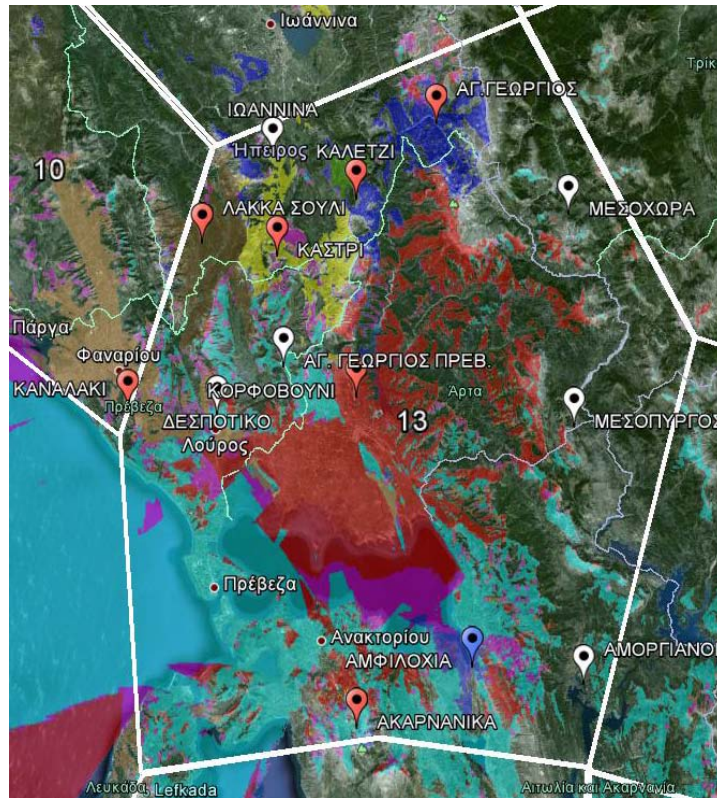 Ιωάννινα
Τρίκ
ΑΓ.ΓΕΩΡΓΙΟΣ
ΙΩΑΝΝΙΝΑ
Ήπειρος
ΚΑΛΕΤΖΙ
10
ΜΕΣΟΧΩΡΑ
ΛΑΚΚΑ ΣΟΥΛΙ
ΚΑΣΤΡΙ
Πάργα
Φαναρίου
ΑΓ. ΓΕΩΡΓΙΟΣ ΠΡΕΒ.
ΚΑΝΑΛΑΚΙ
ΚΟΡΦΟΒΟΥΝΙ
Άρτα
Πρέβεζα
ΔΕΣΠΟΤΙΚΟ
13
ΜΕΣΟΠΥΡΓΟΣ
Λούρος
Πρέβεζα
Ανακτορίου
ΑΜΦΙΛΟΧΙΑ
ΑΜΟΡΓΙΑΝΟΙ
ΑΚΑΡΝΑΝΙΚΑ
Λευκάδα
Lefkada
Αιτωλία και Ακαρνανία